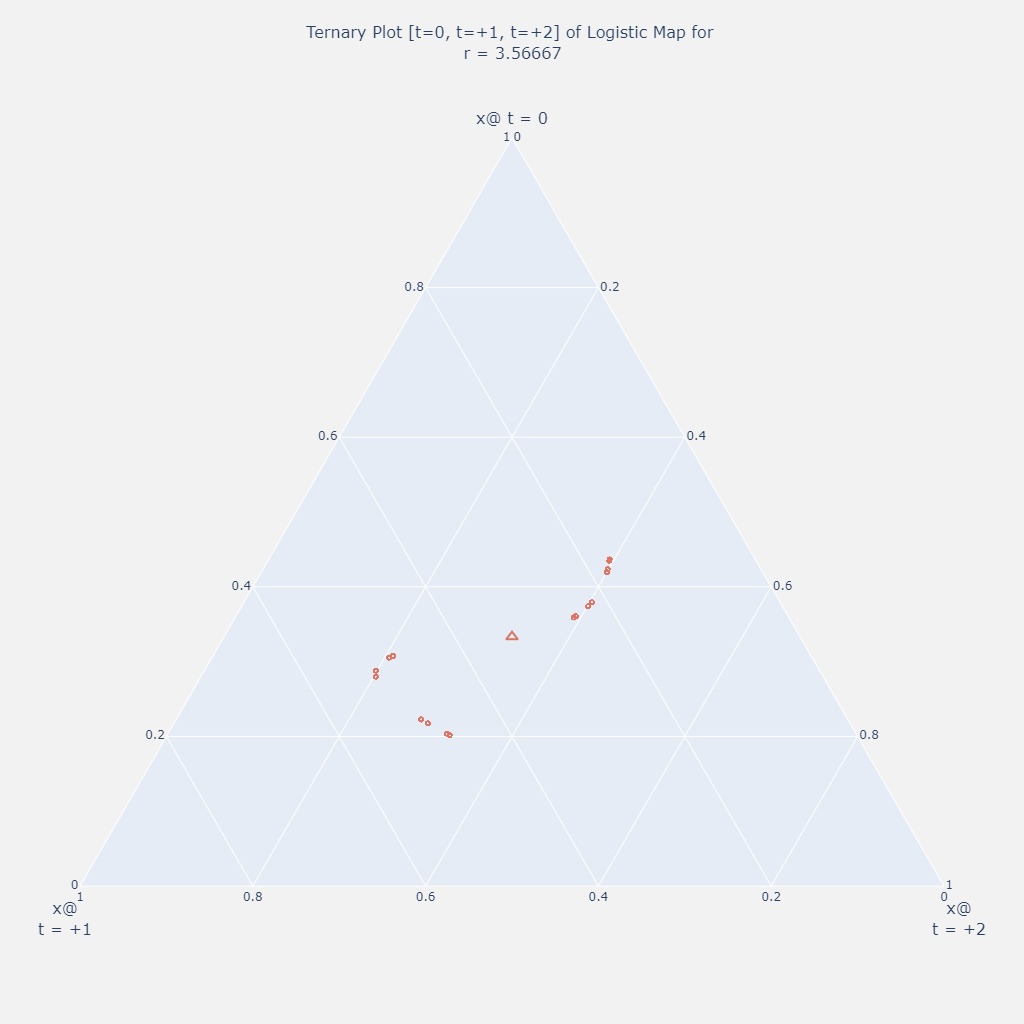 Ternary Plot [t=0, t=+1, t=+2] of Logistic Map for
r = 3.56667
x@ t = 0
1 0
0.8 0.2
0.6 0.4
0.4 0.6
0.2 0.8
0 1
1 0.8 0.6 0.4 0.2 0
x@ x@
t = +1 t = +2